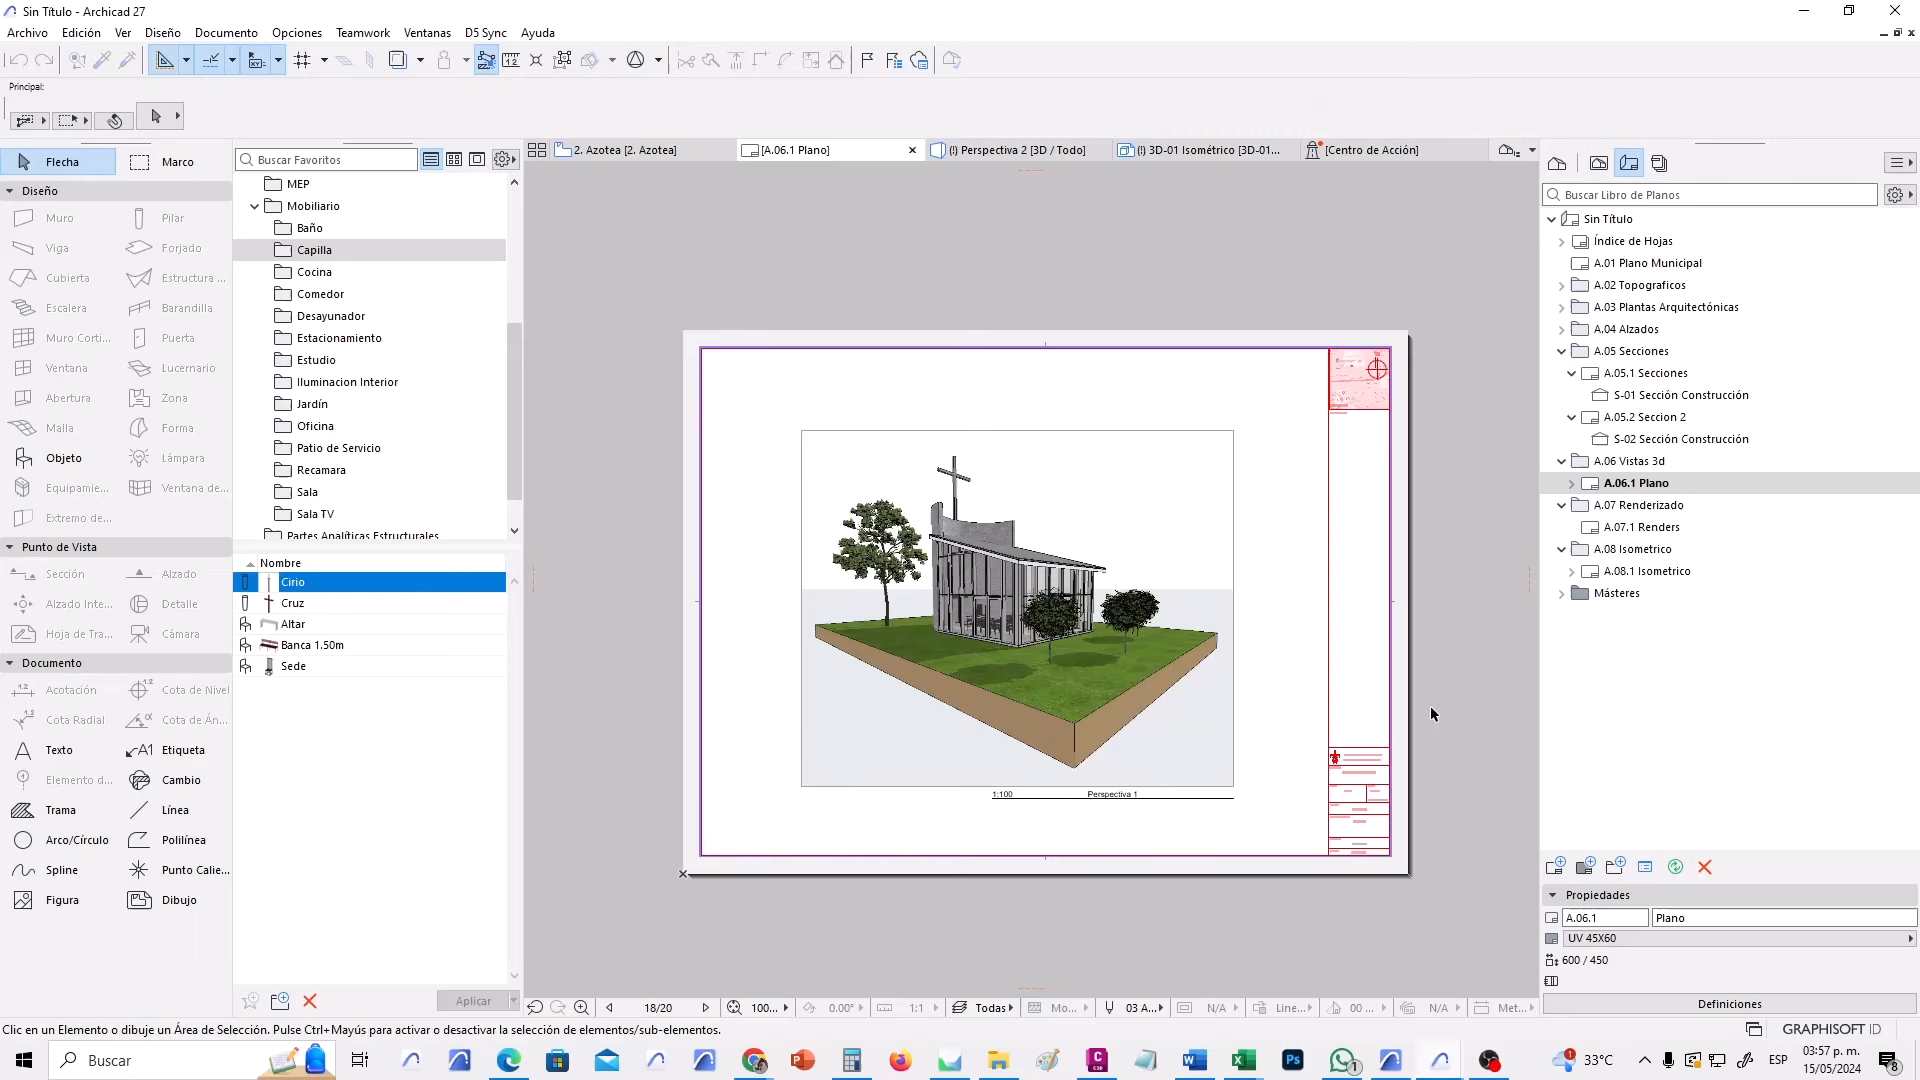 Sin Título - Archicad 27
Archivo Edición Ver Diseño Documento Opciones Teamwork Ventanas D5 Sync Ayuda
Principal:
Flecha Marco
Diseño
Muro Pilar
Viga Forjado
Cubierta Estructura ...
Escalera Barandilla
Muro Corti... Puerta
Ventana Lucernario
Abertura Zona
Malla Forma
Objeto Lámpara
Equipamie... Ventana de...
Extremo de...
Punto de Vista
Sección Alzado
Alzado Inte... Detalle
Hoja de Tra... Cámara
Documento
Acotación Cota de Nivel
Cota Radial Cota de Án...
Texto Etiqueta
Elemento d... Cambio
Trama Línea
Arco/Círculo Polilínea
Spline Punto Calie...
Figura Dibujo
Buscar Favoritos
MEP
Mobiliario
Baño
Capilla
Cocina
Comedor
Desayunador
Estacionamiento
Estudio
Iluminacion Interior
Jardín
Oficina
Patio de Servicio
Recamara
Sala
Sala TV
Partes Analíticas Estructurales
Nombre
Cirio
Cruz
Altar
Banca 1.50m
Sede
Aplicar
2. Azotea [2. Azotea] [A.06.1 Plano] (!) Perspectiva 2 [3D / Todo] (!) 3D-01 Isométrico [3D-01... [Centro de Acción]
1:100 Perspectiva 1
18/20 100... 0.00° 1:1 Todas Mo... 03 A... N/A Line... 00 ... N/A Met...
Buscar Libro de Planos
Sin Título
Índice de Hojas
A.01 Plano Municipal
A.02 Topograficos
A.03 Plantas Arquitectónicas
A.04 Alzados
A.05 Secciones
A.05.1 Secciones
S-01 Sección Construcción
A.05.2 Seccion 2
S-02 Sección Construcción
A.06 Vistas 3d
A.06.1 Plano
A.07 Renderizado
A.07.1 Renders
A.08 Isometrico
A.08.1 Isometrico
Másteres
Propiedades
A.06.1 Plano
UV 45X60
600 / 450
Definiciones
Clic en un Elemento o dibuje un Área de Selección. Pulse Ctrl+Mayús para activar o desactivar la selección de elementos/sub-elementos.
GRAPHISOFT ID
Buscar
33°C ESP 03:57 p. m.
15/05/2024 8